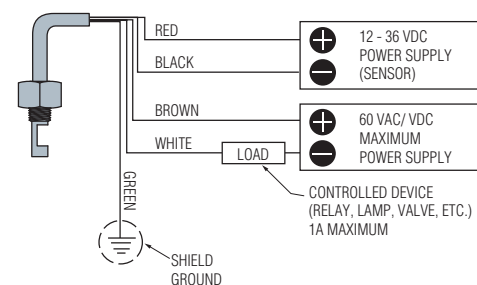 RED
12 - 36 VDC
POWER SUPPLY
(SENSOR)
BLACK
BROWN
60 VAC/ VDC
MAXIMUM
POWER SUPPLY
WHITE
LOAD
GREEN
CONTROLLED DEVICE
(RELAY, LAMP, VALVE, ETC.)
1A MAXIMUM
SHIELD
GROUND